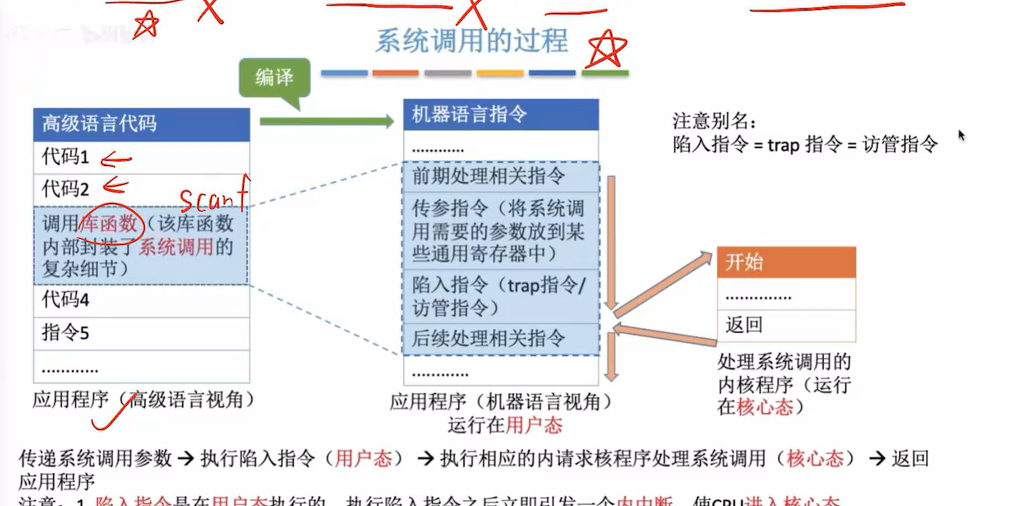 系统调用的过程
编译
高级语言代码
代码1
代码2
scanf
调用库函数（该库函数
内部封装了系统调用的
复杂细节）
代码4
指令5
…………
应用程序（高级语言视角）
机器语言指令
…………
前期处理相关指令
传参指令（将系统调
用需要的参数放到某
些通用寄存器中）
陷入指令（trap指令/
访管指令）
后续处理相关指令
…………
应用程序（机器语言视角）
运行在用户态
注意别名：
陷入指令 = trap 指令 = 访管指令
开始
…………..
返回
处理系统调用的
内核程序（运行
在核心态）
传递系统调用参数 → 执行陷入指令（用户态） → 执行相应的内请求核程序处理系统调用（核心态） → 返回
应用程序
注意：1. 陷入指令是在用户态执行的，执行陷入指令之后立即引发一个内中断，使CPU进入核心态